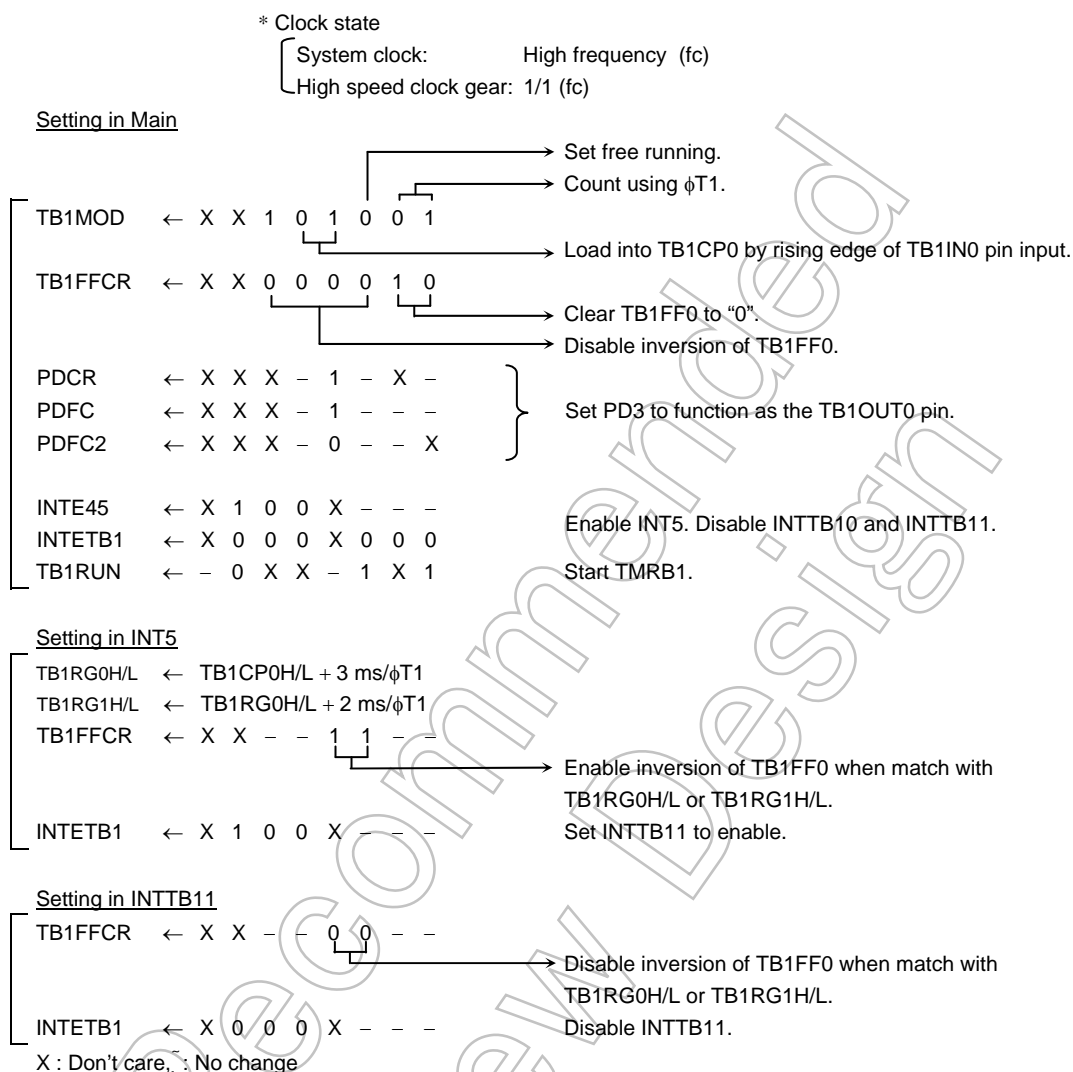 * Clock state
System clock: High frequency (fc)
High speed clock gear: 1/1 (fc)
Setting in Main
Set free running.
Count using ϕT1.
TB1MOD ← X X 1 0 1 0 0 1
Load into TB1CP0 by rising edge of TB1IN0 pin input.
TB1FFCR ← X X 0 0 0 0 1 0
Clear TB1FF0 to “0”.
Disable inversion of TB1FF0.
PDCR ← X X X − 1 − X −
PDFC ← X X X − 1 − − −
Set PD3 to function as the TB1OUT0 pin.
PDFC2 ← X X X − 0 − − X
INTE45 ← X 1 0 0 X − − −
Enable INT5. Disable INTTB10 and INTTB11.
INTETB1 ← X 0 0 0 X 0 0 0
TB1RUN ← − 0 X X − 1 X 1 Start TMRB1.
Setting in INT5
TB1RG0H/L ← TB1CP0H/L + 3 ms/ϕT1
TB1RG1H/L ← TB1RG0H/L + 2 ms/ϕT1
TB1FFCR ← X X − − 1 1 − −
Enable inversion of TB1FF0 when match with
TB1RG0H/L or TB1RG1H/L.
INTETB1 ← X 1 0 0 X − − − Set INTTB11 to enable.
Setting in INTTB11
TB1FFCR ← X X − − 0 0 − −
Disable inversion of TB1FF0 when match with
TB1RG0H/L or TB1RG1H/L.
INTETB1 ← X 0 0 0 X − − − Disable INTTB11.
X : Don't care, ~ : No change
Recommended
New Design